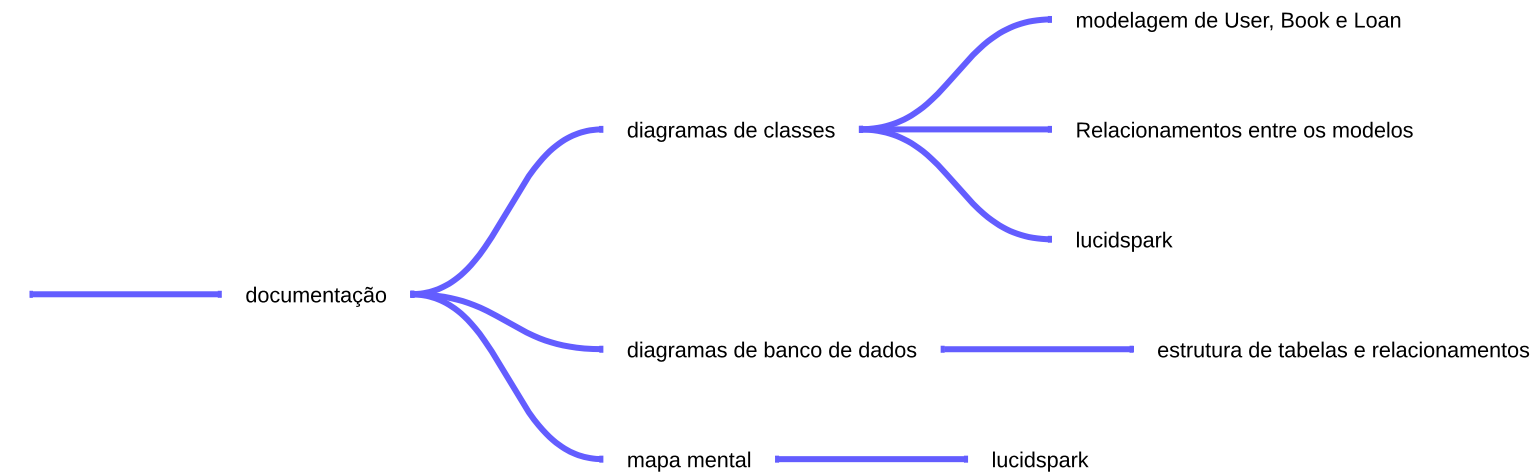 modelagem de User, Book e Loan
diagramas de classes
Relacionamentos entre os modelos
lucidspark
documentação
diagramas de banco de dados
estrutura de tabelas e relacionamentos
mapa mental
lucidspark